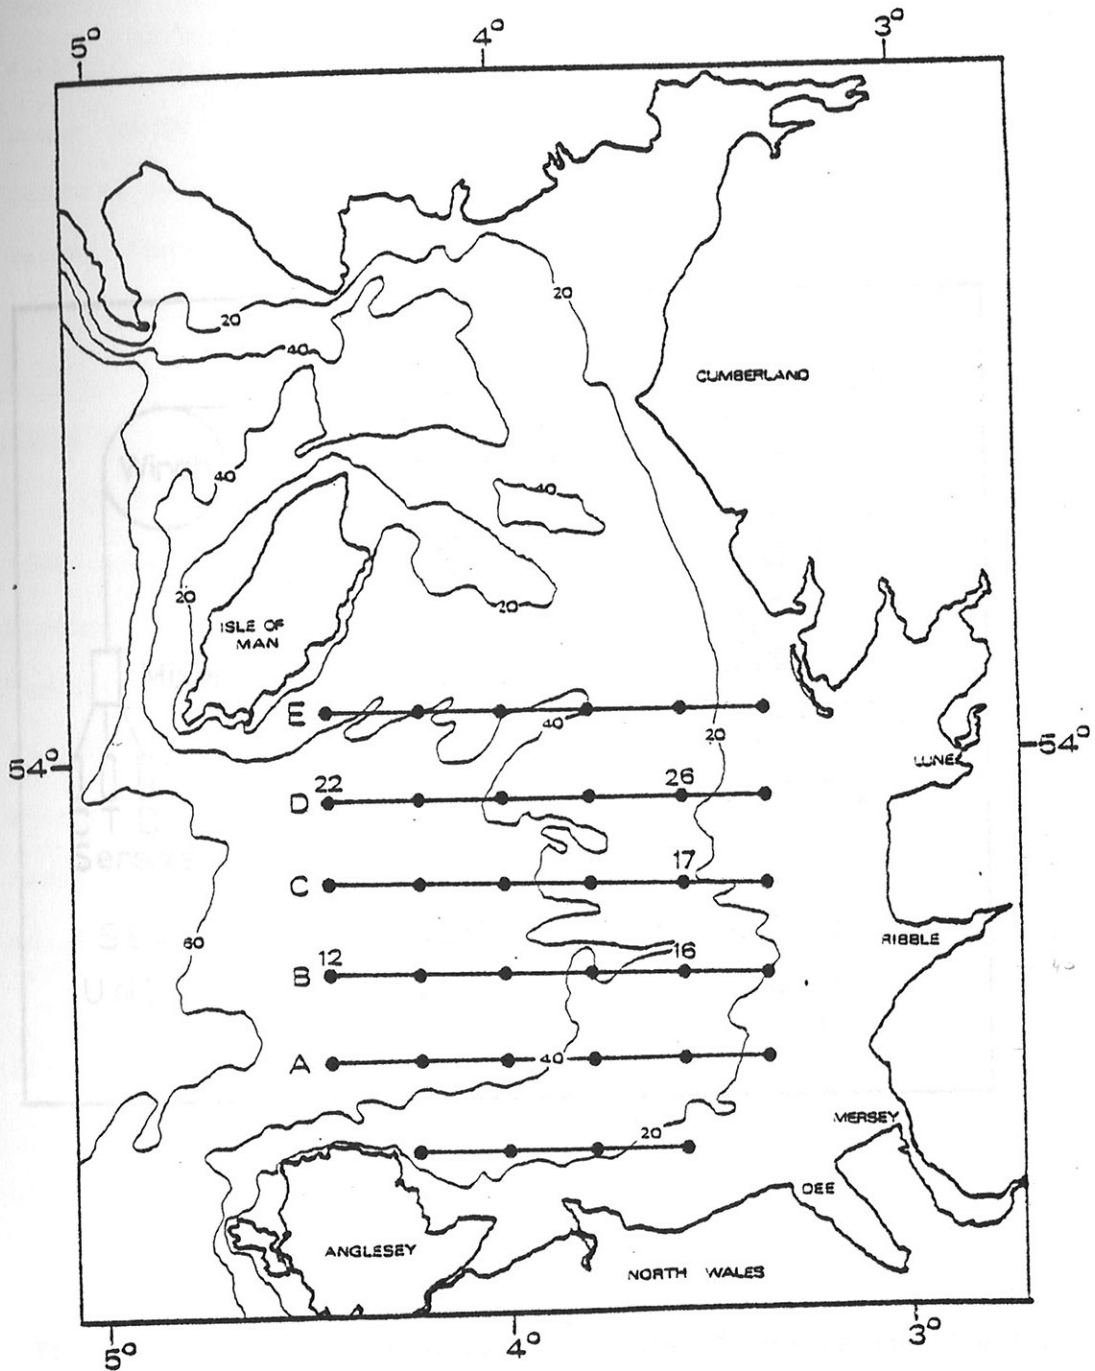 5° 4° 3°
20
20
40
CUMBERLAND
40
40
20
20
ISLE OF
MAN
E
40
20
54° 54°
LUNE
D 22 26
C 17
60
RIBBLE
B 12 16
A
40
MERSEY
20
DEE
ANGLESEY
NORTH WALES
5° 4° 3°